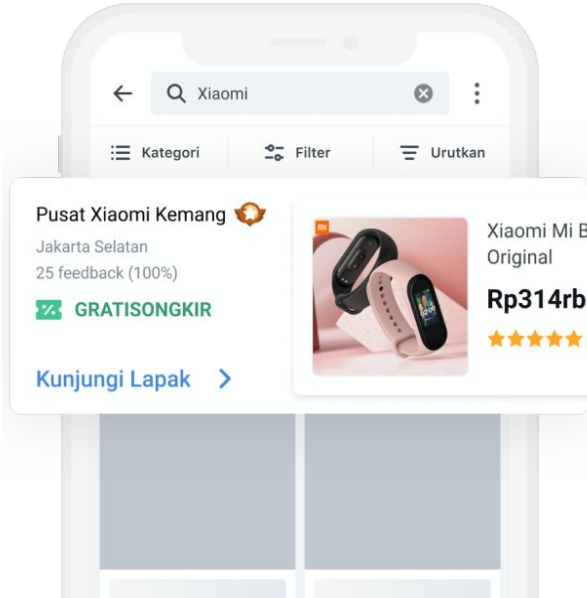 Xiaomi
Kategori
Filter
Urutkan
Pusat Xiaomi Kemang
Jakarta Selatan
25 feedback (100%)
GRATISONGKIR
Kunjungi Lapak
Xiaomi Mi B
Original
Rp314rb